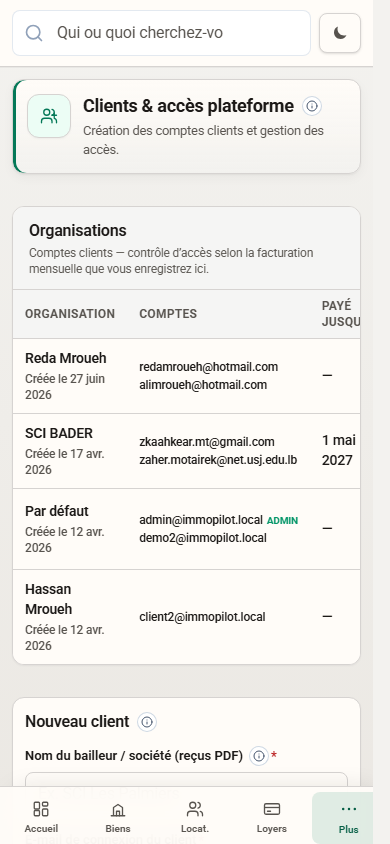 Qui ou quoi cherchez-vo
Clients & accès plateforme
Création des comptes clients et gestion des
accès.
Organisations
Comptes clients — contrôle d'accès selon la facturation
mensuelle que vous enregistrez ici.
ORGANISATION COMPTES PAYÉ
JUSQU
Reda Mroueh
Créée le 27 juin
2026
redamroueh@hotmail.com
alimroueh@hotmail.com
—
SCI BADER
Créée le 17 avr.
2026
zkaahkear.mt@gmail.com
zaher.motairek@net.usj.edu.lb
1 mai
2027
Par défaut
Créée le 12 avr.
2026
admin@immopilot.local ADMIN
demo2@immopilot.local
—
Hassan
Mroueh
Créée le 12 avr.
2026
client2@immopilot.local
—
Nouveau client
Nom du bailleur / société (reçus PDF) *
Accueil Biens Locat. Loyers Plus